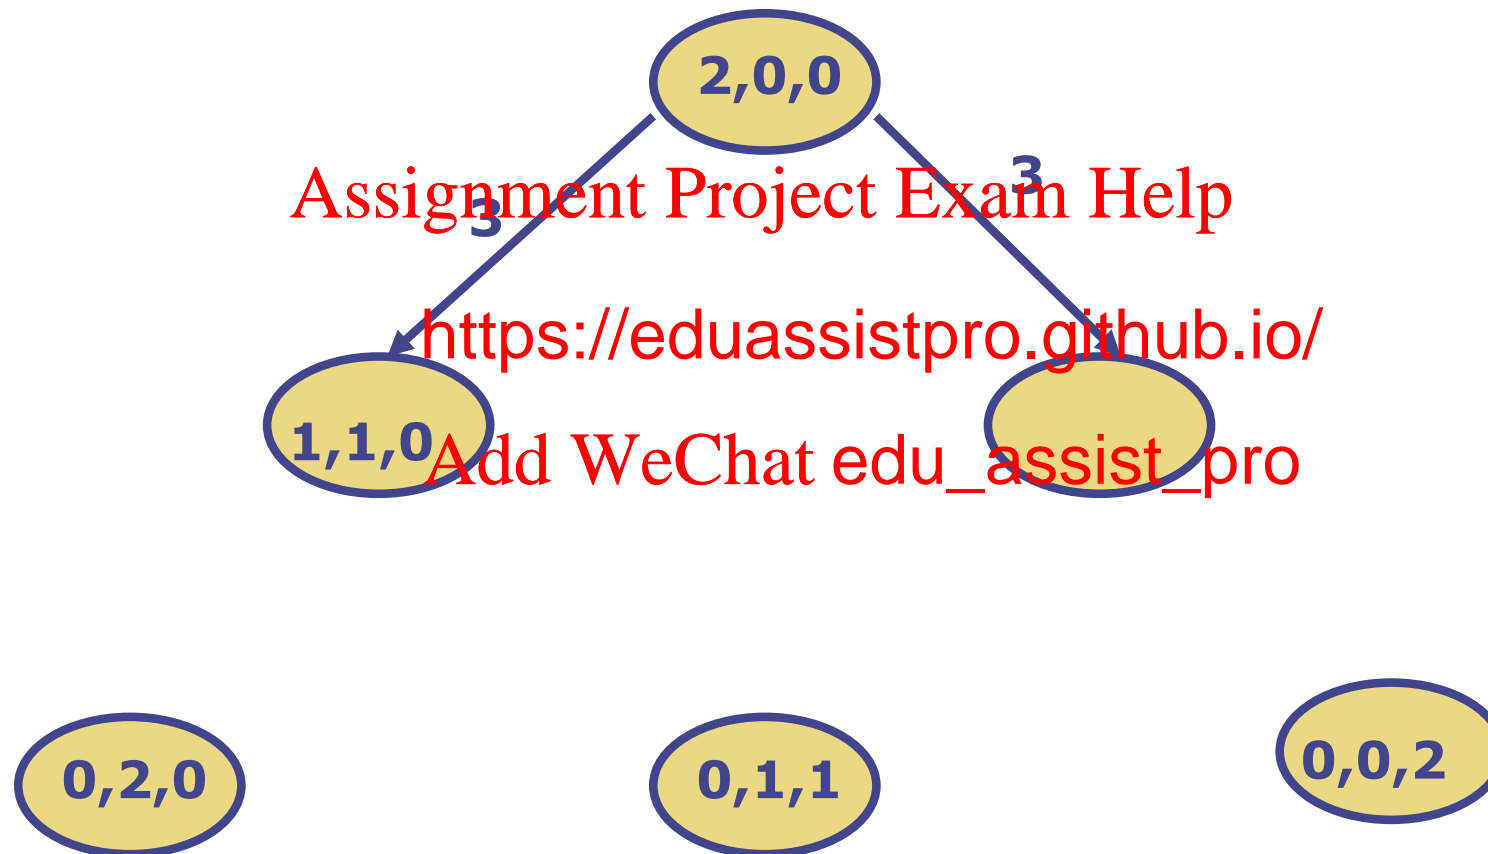 2,0,0
3
Assignment Project Exam Help
3
https://eduassistpro.github.io/
1,1,0
Add WeChat edu_assist_pro
0,2,0
0,1,1
0,0,2